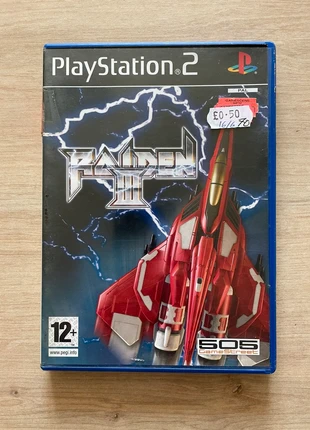 PlayStation®2
£0.50
RAIDEN
III
12+
www.pegi.info
505
GameStreet